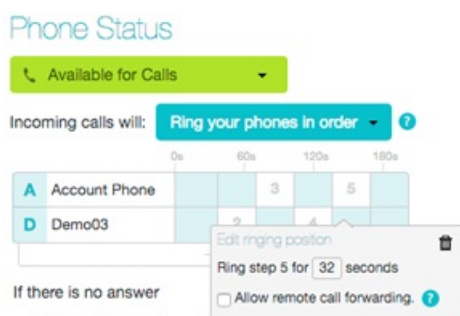 Phone Status
Available for Calls
Incoming calls will: Ring your phones in order ?
0s 60s 120s 180s
A Account Phone 3 5
D Demo03 2 4
Edit ringing position
Ring step 5 for 32 seconds
If there is no answer
Allow remote call forwarding. ?